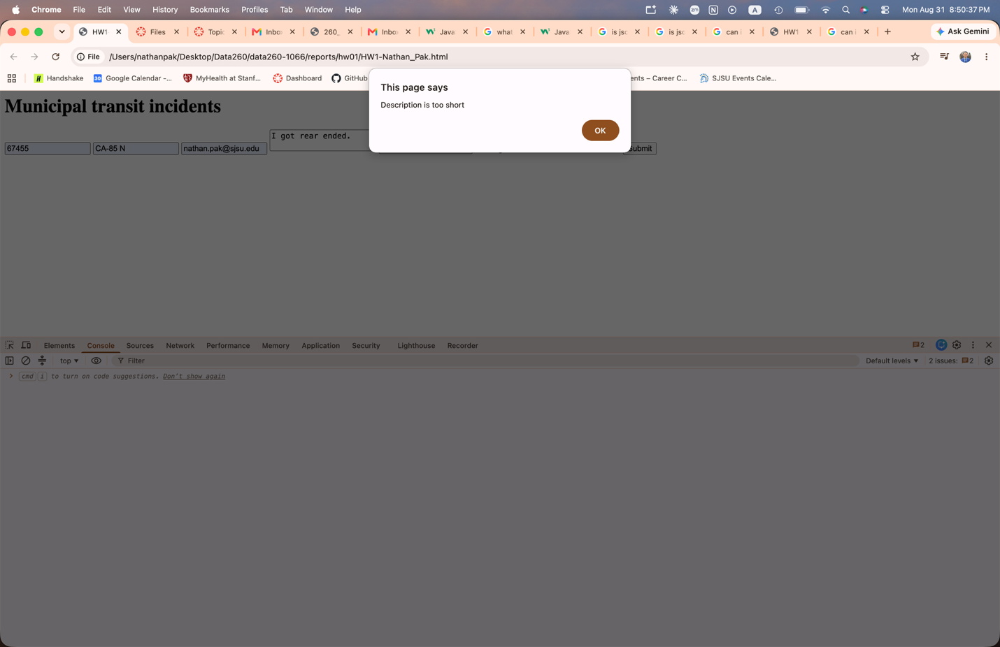 Chrome File Edit View History Bookmarks Profiles Tab Window Help zm N A Mon Aug 31 8:50:37 PM
HW1 Files Topic Inbox 260_ Inbox Java what Java is jsc is jsc can i HW1 can i Ask Gemini
File /Users/nathanpak/Desktop/Data260/data260-1066/reports/hw01/HW1-Nathan_Pak.html
Handshake 30 Google Calendar -... MyHealth at Stanf... Dashboard GitHub ents – Career C... SJSU Events Cale...
This page says
Description is too short
OK
Municipal transit incidents
I got rear ended.
67455 CA-85 N nathan.pak@sjsu.edu Submit
Elements Console Sources Network Performance Memory Application Security Lighthouse Recorder 2
top Filter Default levels 2 issues: 2
cmd i to turn on code suggestions. Don't show again